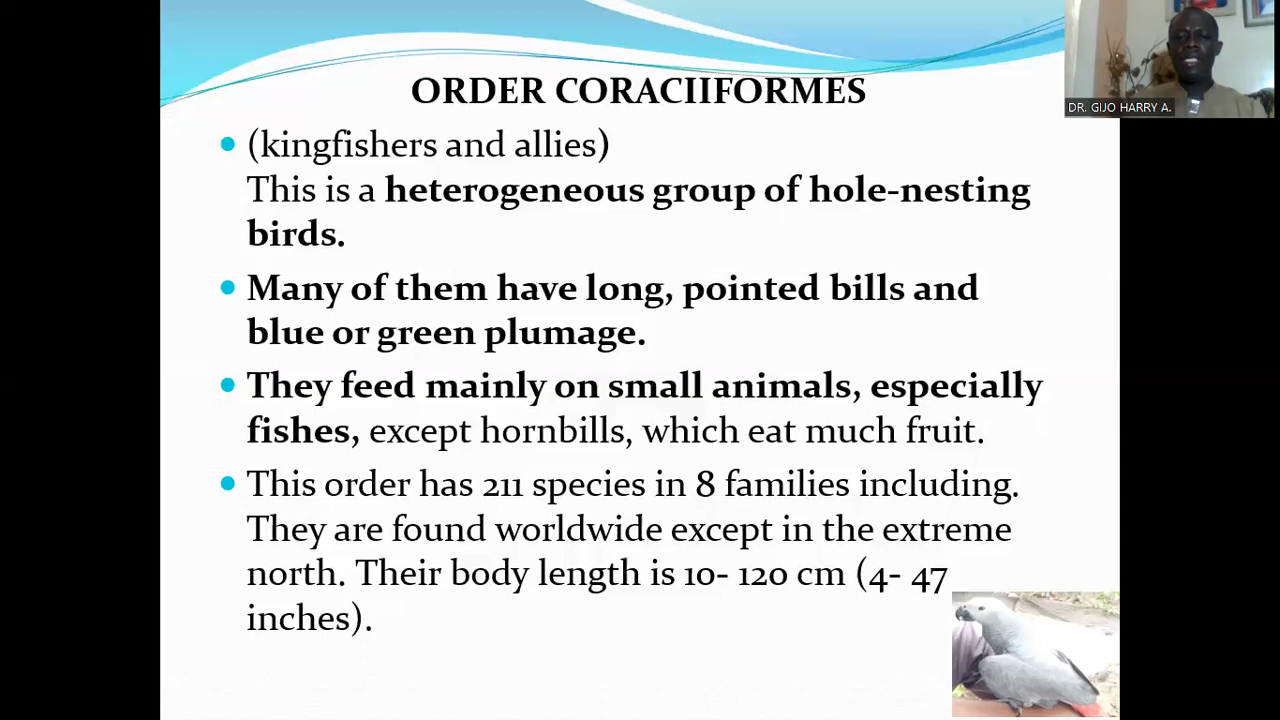 ORDER CORACIIFORMES
DR. GIJO HARRY A.
(kingfishers and allies)
This is a heterogeneous group of hole-nesting
birds.
Many of them have long, pointed bills and
blue or green plumage.
They feed mainly on small animals, especially
fishes, except hornbills, which eat much fruit.
This order has 211 species in 8 families including.
They are found worldwide except in the extreme
north. Their body length is 10- 120 cm (4- 47
inches).